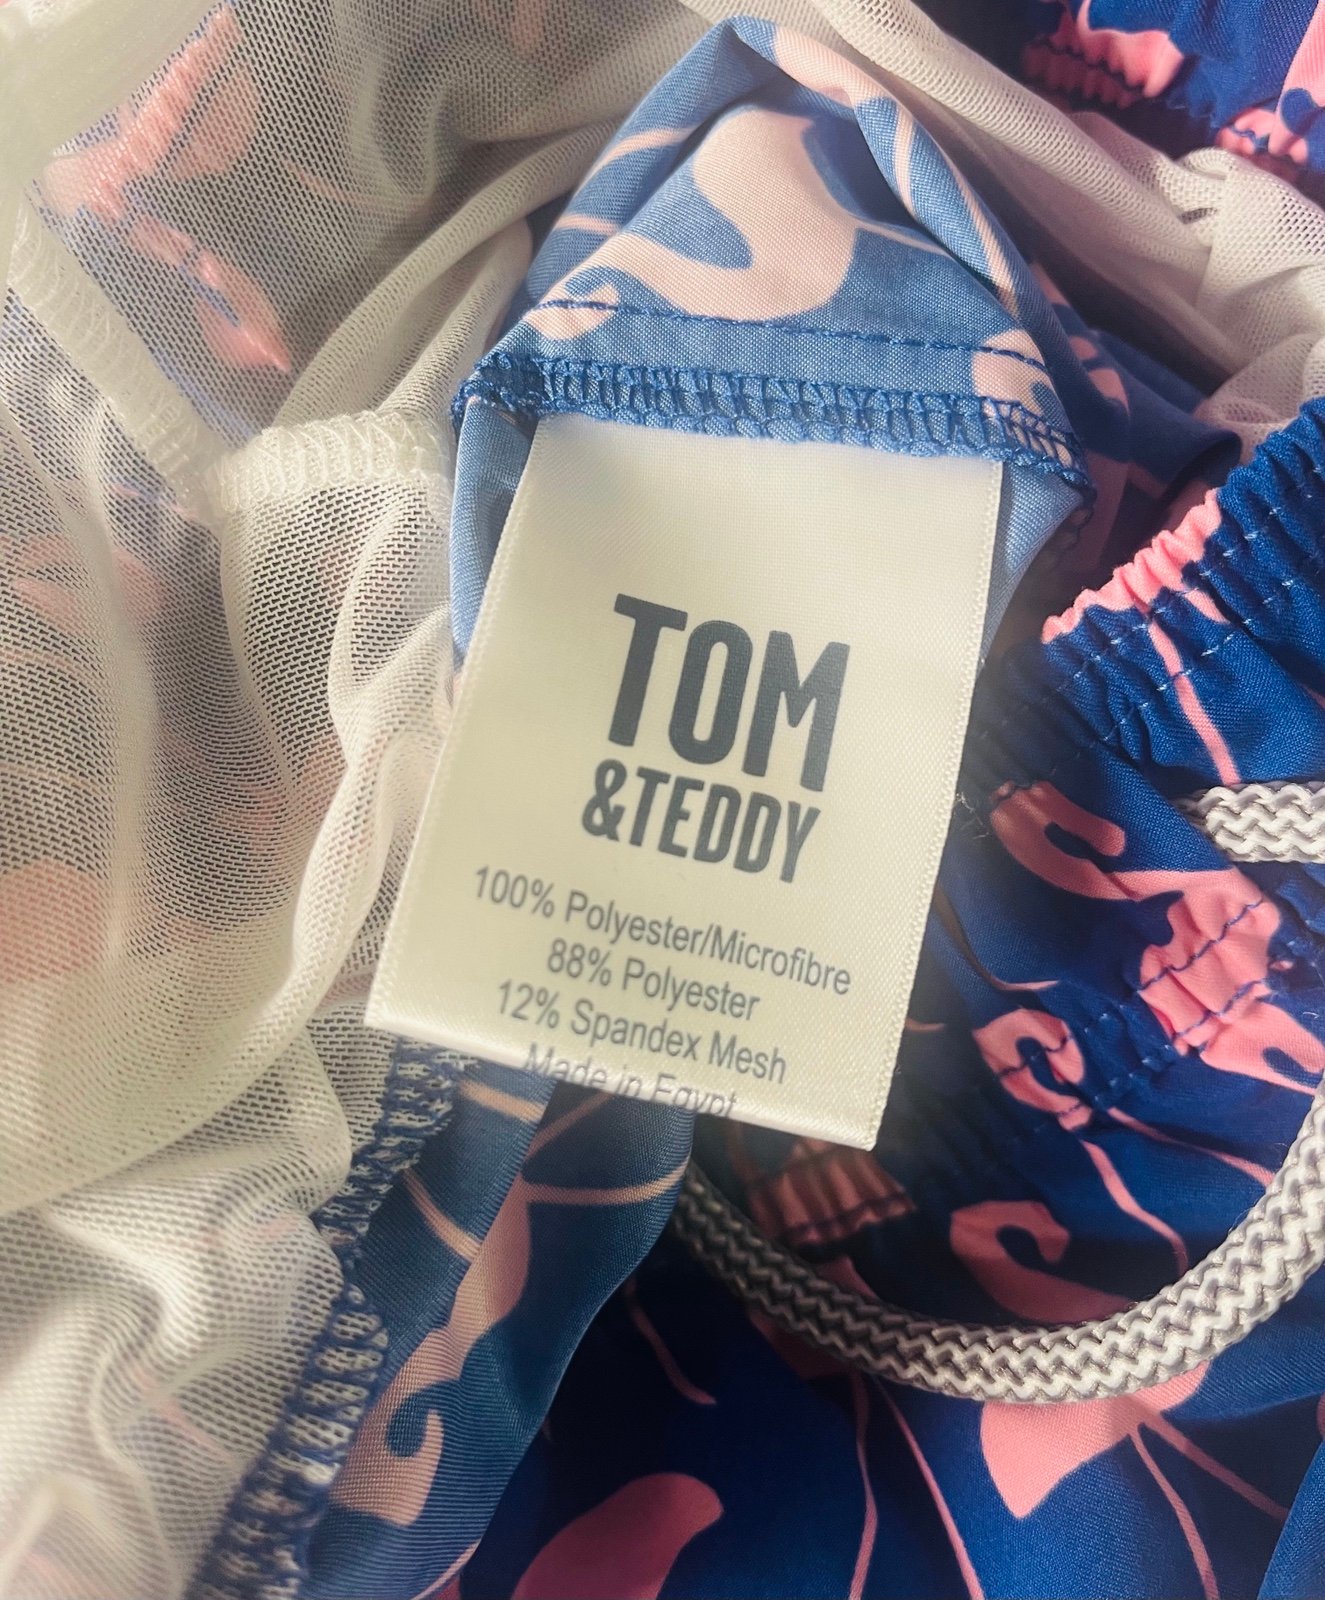 TOM
&TEDDY
100% Polyester/Microfibre
88% Polyester
12% Spandex Mesh
Made in Egypt